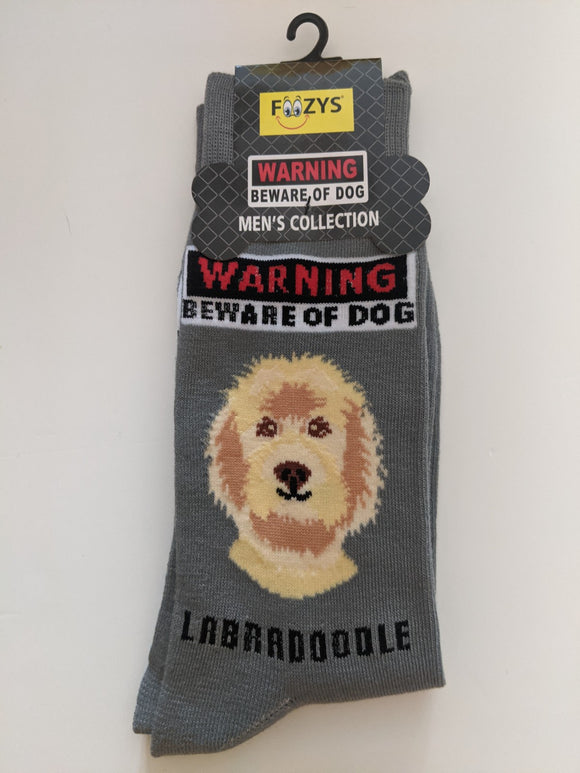 FOOZYS
WARNING
BEWARE OF DOG
MEN'S COLLECTION
WARNING
BEWARE OF DOG
LABRADOODLE